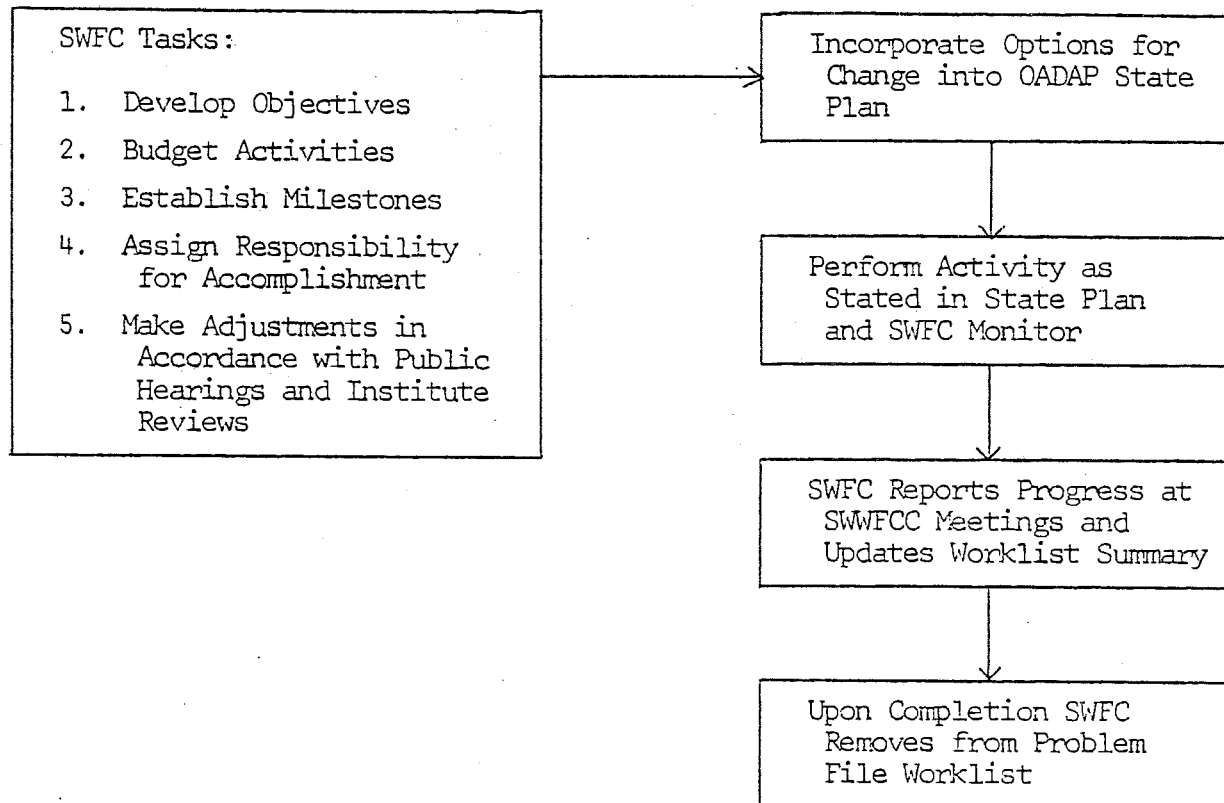 SWFC Tasks:
1. Develop Objectives
2. Budget Activities
3. Establish Milestones
4. Assign Responsibility
for Accomplishment
5. Make Adjustments in
Accordance with Public
Hearings and Institute
Reviews
Incorporate Options for
Change into OADAP State
Plan
Perform Activity as
Stated in State Plan
and SWFC Monitor
SWFC Reports Progress at
SWWFCC Meetings and
Updates Worklist Summary
Upon Completion SWFC
Removes from Problem
File Worklist